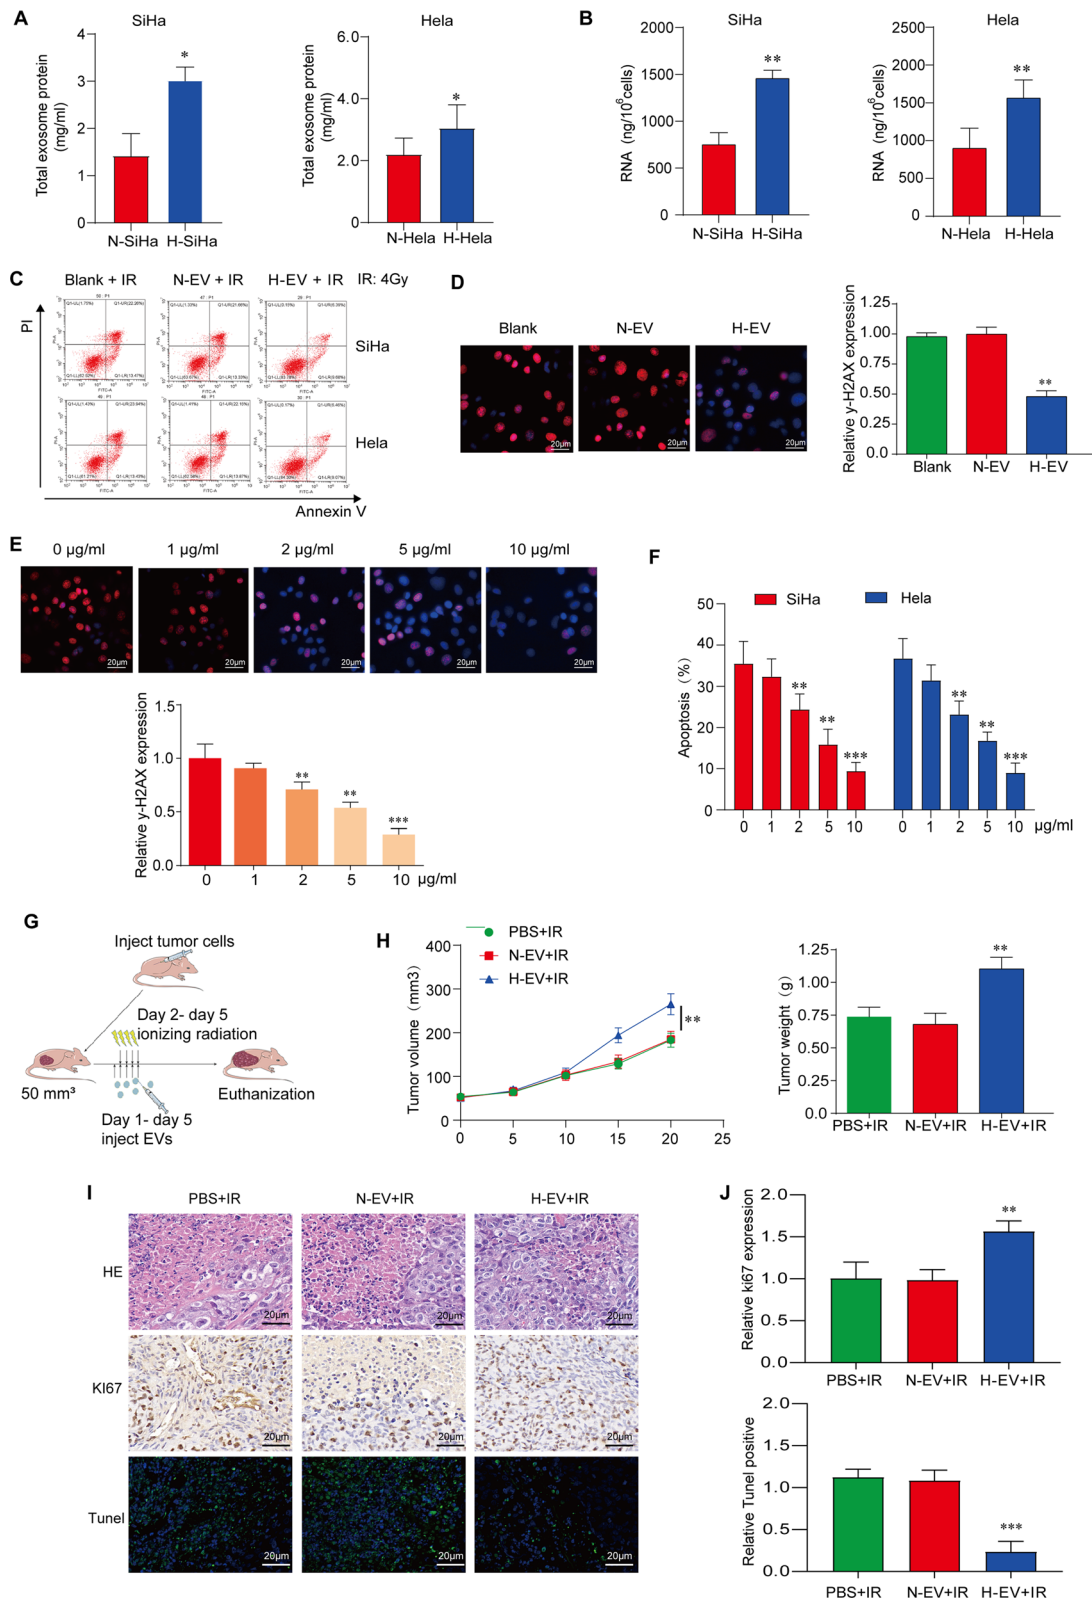 A
SiHa
Total exosome protein
(mg/ml)
4
3
2
1
0
*
N-SiHa H-SiHa
Hela
Total exosome protein
(mg/ml)
6.0
4.0
2.0
0
*
N-Hela H-Hela
B
SiHa
RNA (ng/10⁶cells)
2000
1500
1000
500
0
**
N-SiHa H-SiHa
Hela
RNA (ng/10⁶cells)
2500
2000
1500
1000
500
0
**
N-Hela H-Hela
C
Blank + IR N-EV + IR H-EV + IR IR: 4Gy
PI
SiHa
Hela
FITC-A
Annexin V
D
Blank N-EV H-EV
20μm 20μm 20μm
Relative y-H2AX expression
1.25
1.00
0.75
0.50
0.25
0.0
**
Blank N-EV H-EV
E
0 μg/ml 1 μg/ml 2 μg/ml 5 μg/ml 10 μg/ml
20μm 20μm 20μm 20μm 20μm
Relative y-H2AX expression
1.5
1.0
0.5
0.0
** ** ***
0 1 2 5 10 μg/ml
F
SiHa Hela
Apoptosis (%)
50
40
30
20
10
0
** ** *** ** ** ***
0 1 2 5 10 0 1 2 5 10 μg/ml
G
Inject tumor cells
Day 2- day 5
ionizing radiation
50 mm³
Euthanization
Day 1- day 5
inject EVs
H
PBS+IR
N-EV+IR
H-EV+IR
Tumor volume (mm3)
400
300
200
100
0
**
0 5 10 15 20 25
Tumor weight (g)
1.25
1.00
0.75
0.25
0.0
**
PBS+IR N-EV+IR H-EV+IR
I
PBS+IR N-EV+IR H-EV+IR
HE
20μm 20μm 20μm
KI67
20μm 20μm 20μm
Tunel
20μm 20μm 20μm
J
Relative ki67 expression
2.0
1.5
1.0
0.5
0.0
**
PBS+IR N-EV+IR H-EV+IR
Relative Tunel positive
2.0
1.5
1.0
0.5
0.0
***
PBS+IR N-EV+IR H-EV+IR